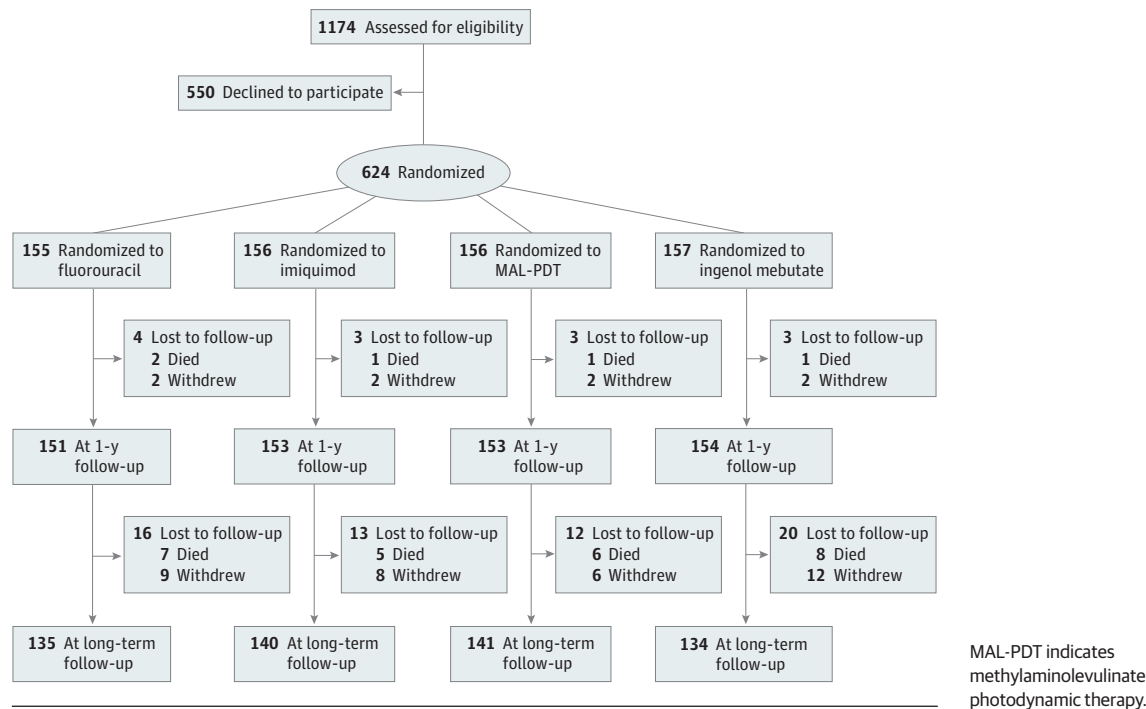 1174 Assessed for eligibility
550 Declined to participate
624 Randomized
155 Randomized to
fluorouracil
156 Randomized to
imiquimod
156 Randomized to
MAL-PDT
157 Randomized to
ingenol mebutate
4 Lost to follow-up
2 Died
2 Withdrew
3 Lost to follow-up
1 Died
2 Withdrew
3 Lost to follow-up
1 Died
2 Withdrew
3 Lost to follow-up
1 Died
2 Withdrew
151 At 1-y
follow-up
153 At 1-y
follow-up
153 At 1-y
follow-up
154 At 1-y
follow-up
16 Lost to follow-up
7 Died
9 Withdrew
13 Lost to follow-up
5 Died
8 Withdrew
12 Lost to follow-up
6 Died
6 Withdrew
20 Lost to follow-up
8 Died
12 Withdrew
135 At long-term
follow-up
140 At long-term
follow-up
141 At long-term
follow-up
134 At long-term
follow-up
MAL-PDT indicates
methylaminolevulinate
photodynamic therapy.